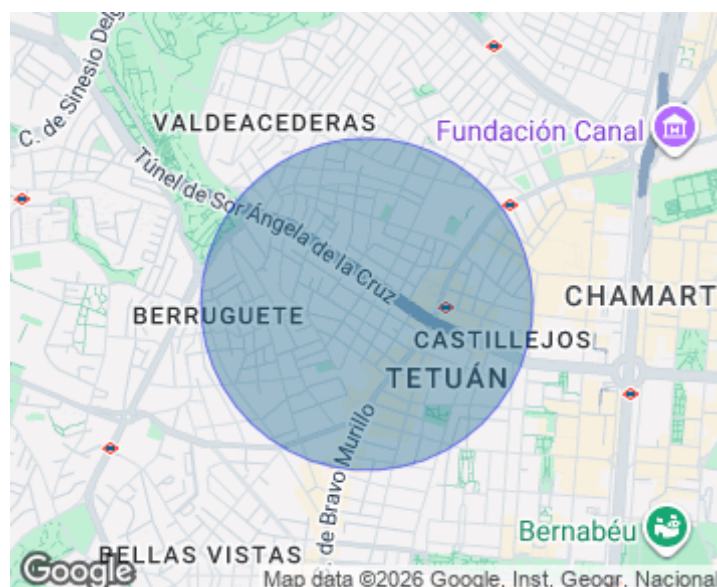 C. de Sinesio Delg
VALDEACEDERAS
Fundación Canal
Túnel de Sor Ángela de la Cruz
CHAMART
BERRUGUETE
CASTILLEJOS
TETUÁN
. de Bravo Murillo
Bernabéu
BELLAS VISTAS
Google
Map data ©2026 Google, Inst. Geogr. Nacional